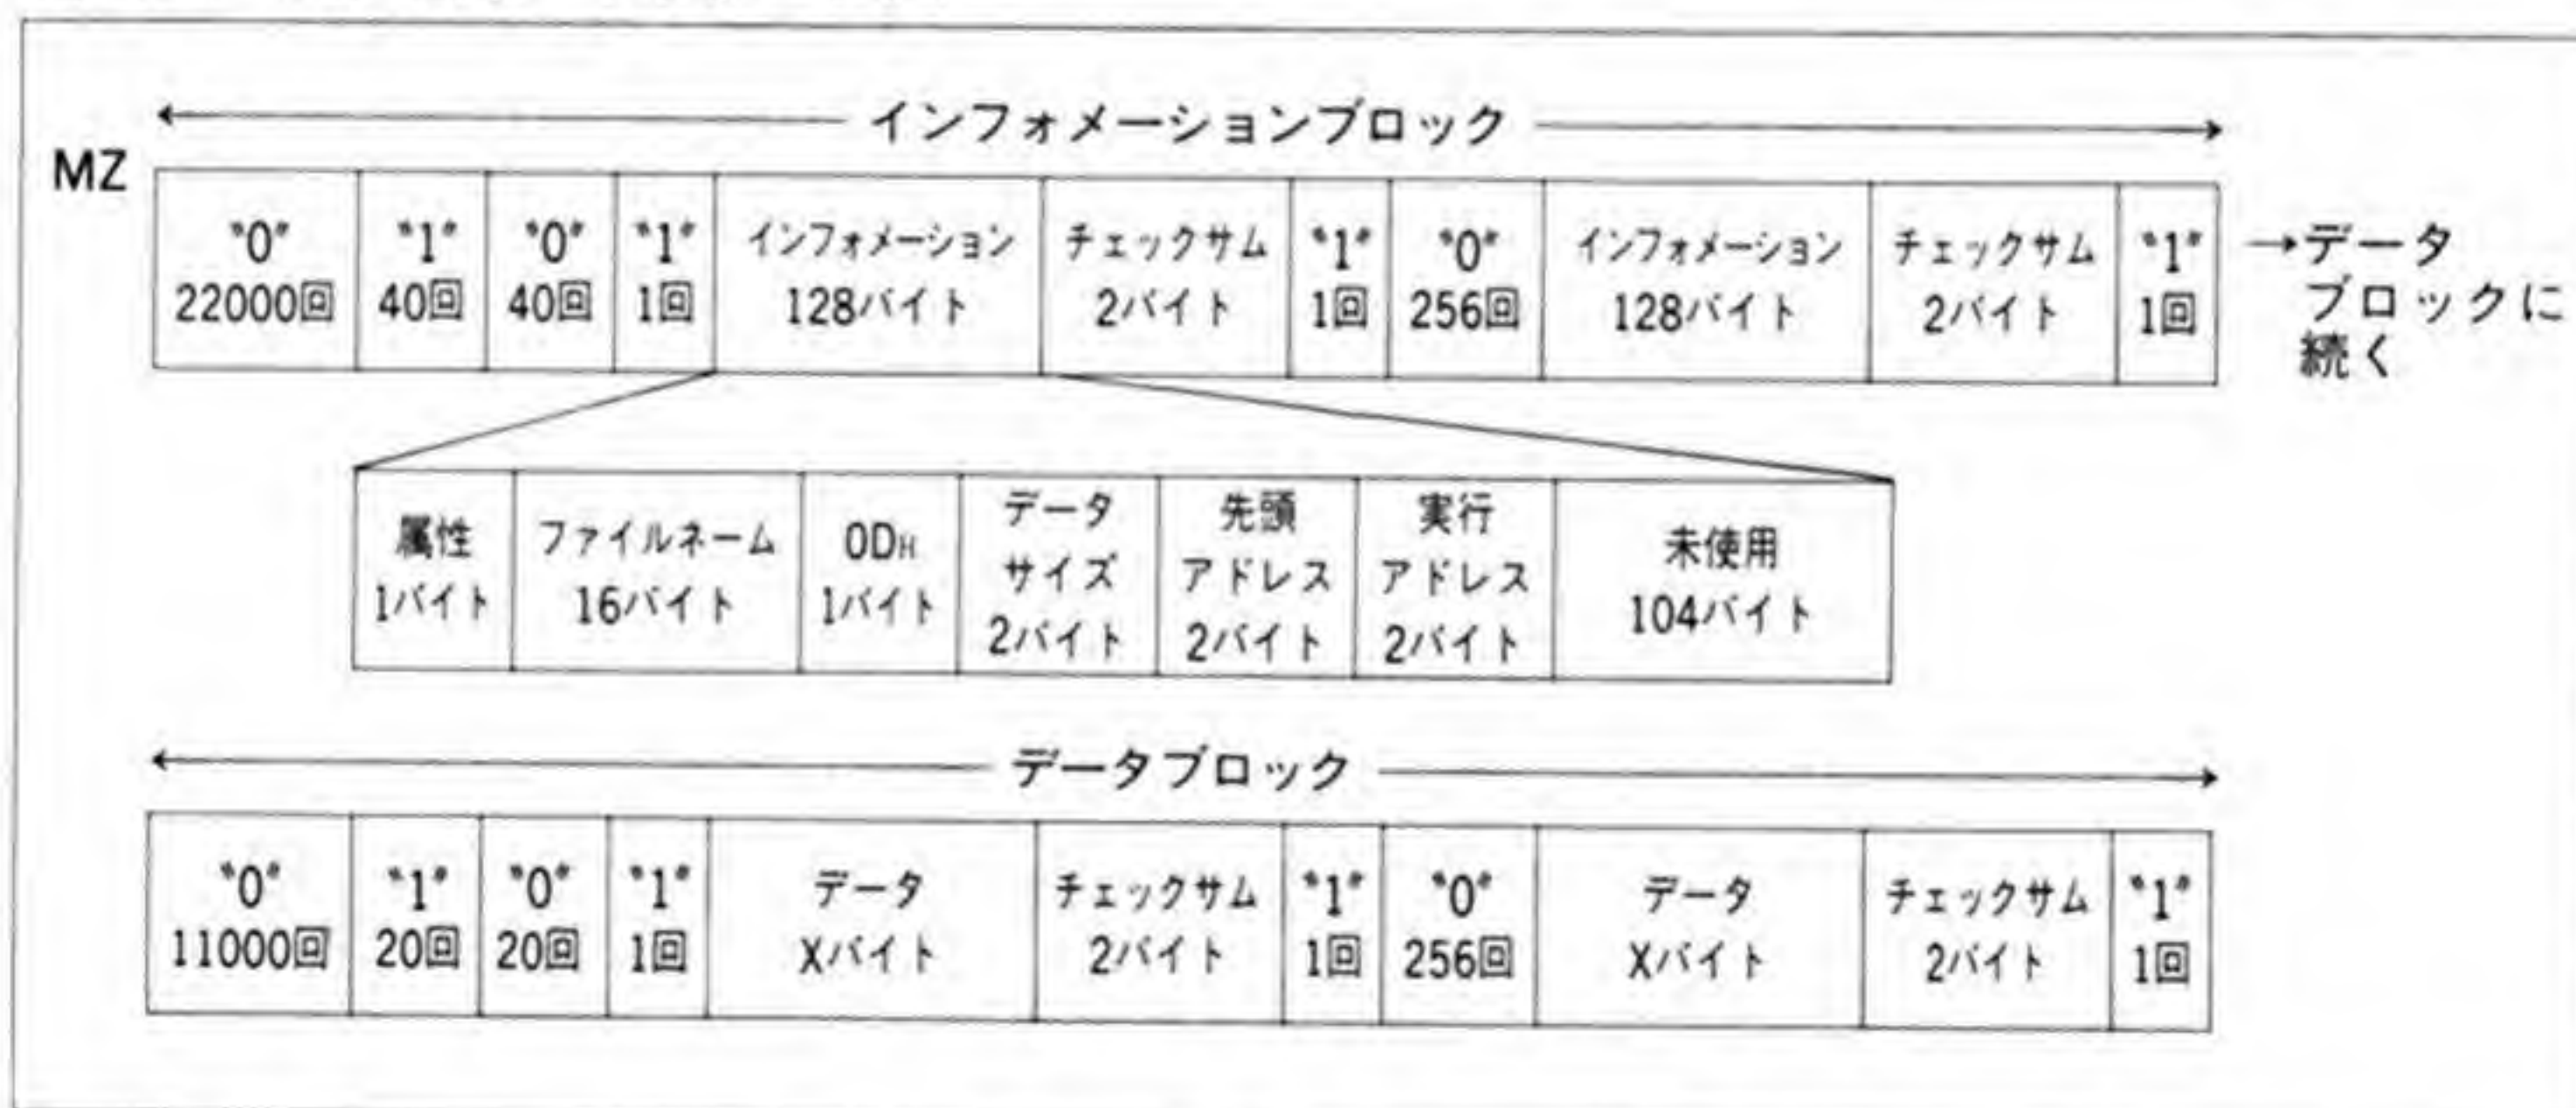 インフォメーションブロック
MZ
"0" 22000回
"1" 40回
"0" 40回
"1" 1回
インフォメーション 128バイト
チェックサム 2バイト
"1" 1回
"0" 256回
インフォメーション 128バイト
チェックサム 2バイト
"1" 1回
→データ
ブロックに
続く
属性 1バイト
ファイルネーム 16バイト
0DH 1バイト
データ サイズ 2バイト
先頭 アドレス 2バイト
実行 アドレス 2バイト
未使用 104バイト
データブロック
"0" 11000回
"1" 20回
"0" 20回
"1" 1回
データ Xバイト
チェックサム 2バイト
"1" 1回
"0" 256回
データ Xバイト
チェックサム 2バイト
"1" 1回